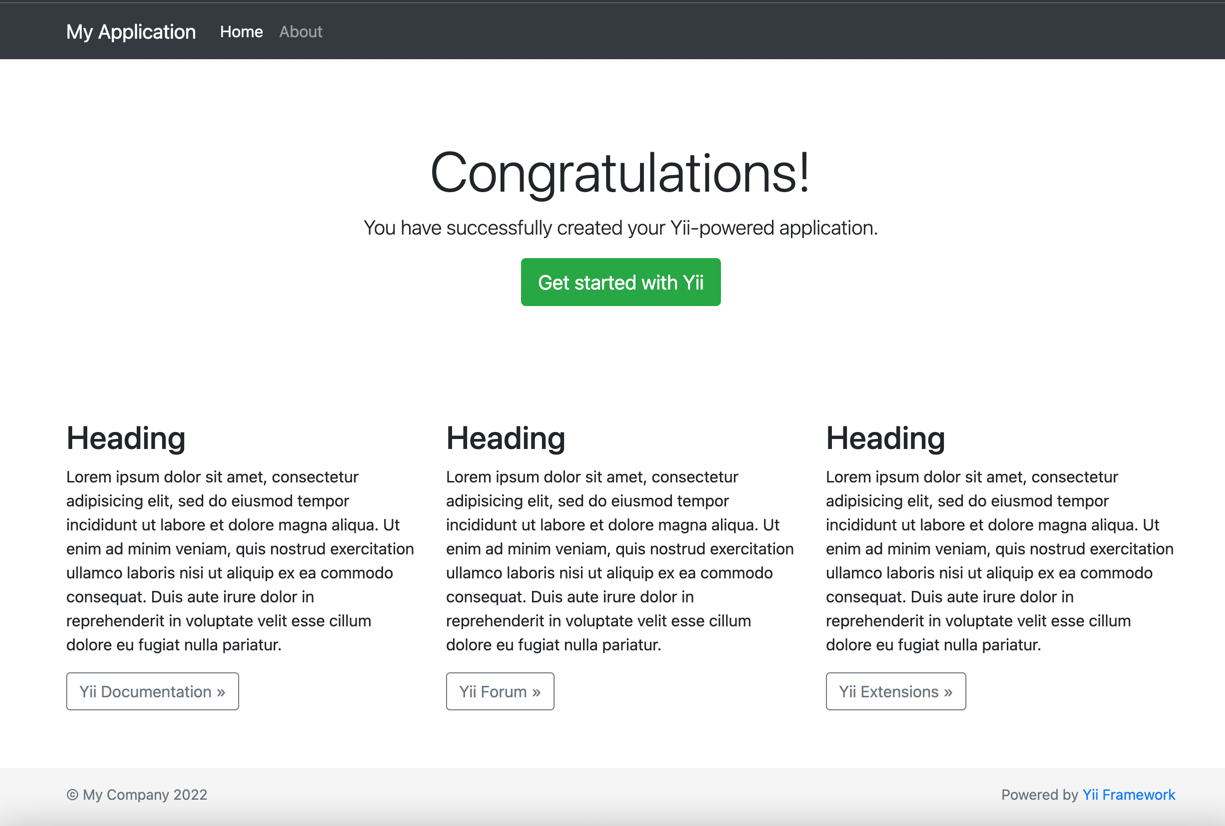 My Application Home About
Congratulations!
You have successfully created your Yii-powered application.
Get started with Yii
Heading
Lorem ipsum dolor sit amet, consectetur
adipisicing elit, sed do eiusmod tempor
incididunt ut labore et dolore magna aliqua. Ut
enim ad minim veniam, quis nostrud exercitation
ullamco laboris nisi ut aliquip ex ea commodo
consequat. Duis aute irure dolor in
reprehenderit in voluptate velit esse cillum
dolore eu fugiat nulla pariatur.
Yii Documentation »
Heading
Lorem ipsum dolor sit amet, consectetur
adipisicing elit, sed do eiusmod tempor
incididunt ut labore et dolore magna aliqua. Ut
enim ad minim veniam, quis nostrud exercitation
ullamco laboris nisi ut aliquip ex ea commodo
consequat. Duis aute irure dolor in
reprehenderit in voluptate velit esse cillum
dolore eu fugiat nulla pariatur.
Yii Forum »
Heading
Lorem ipsum dolor sit amet, consectetur
adipisicing elit, sed do eiusmod tempor
incididunt ut labore et dolore magna aliqua. Ut
enim ad minim veniam, quis nostrud exercitation
ullamco laboris nisi ut aliquip ex ea commodo
consequat. Duis aute irure dolor in
reprehenderit in voluptate velit esse cillum
dolore eu fugiat nulla pariatur.
Yii Extensions »
© My Company 2022
Powered by Yii Framework